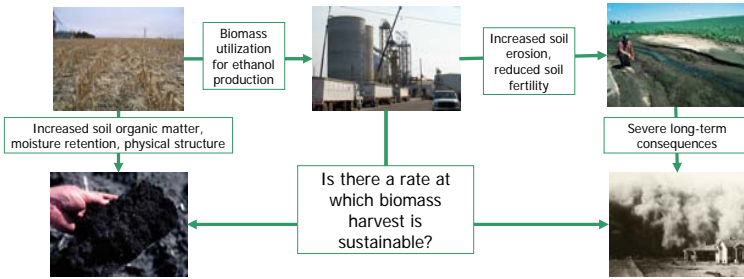 Biomass
utilization
for ethanol
production
Increased soil
erosion,
reduced soil
fertility
Increased soil organic matter,
moisture retention, physical structure
Severe long-term
consequences
Is there a rate at
which biomass
harvest is
sustainable?